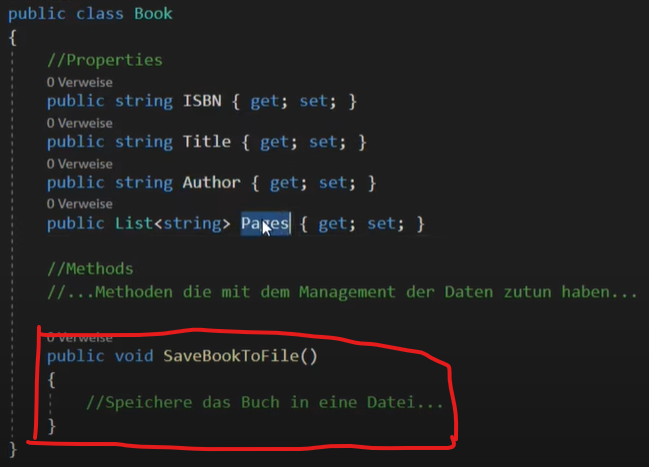 public class Book
{
//Properties
0 Verweise
public string ISBN { get; set; }
0 Verweise
public string Title { get; set; }
0 Verweise
public string Author { get; set; }
0 Verweise
public List<string> Pages { get; set; }
//Methods
//...Methoden die mit dem Management der Daten zutun haben...
0 Verweise
public void SaveBookToFile()
{
//Speichere das Buch in eine Datei...
}
}